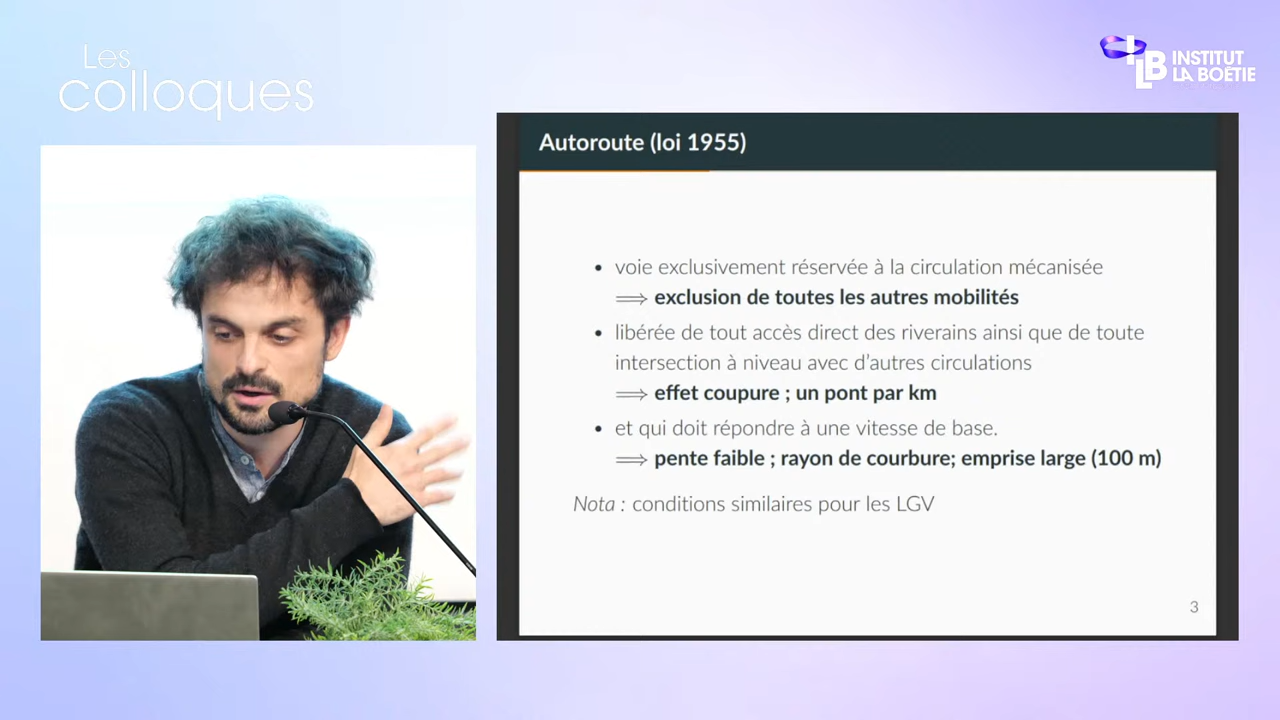 Les
colloques
INSTITUT
LA BOÉTIE
Autoroute (loi 1955)
• voie exclusivement réservée à la circulation mécanisée
⟹ exclusion de toutes les autres mobilités
• libérée de tout accès direct des riverains ainsi que de toute
intersection à niveau avec d'autres circulations
⟹ effet coupure ; un pont par km
• et qui doit répondre à une vitesse de base.
⟹ pente faible ; rayon de courbure; emprise large (100 m)
Nota : conditions similaires pour les LGV
3